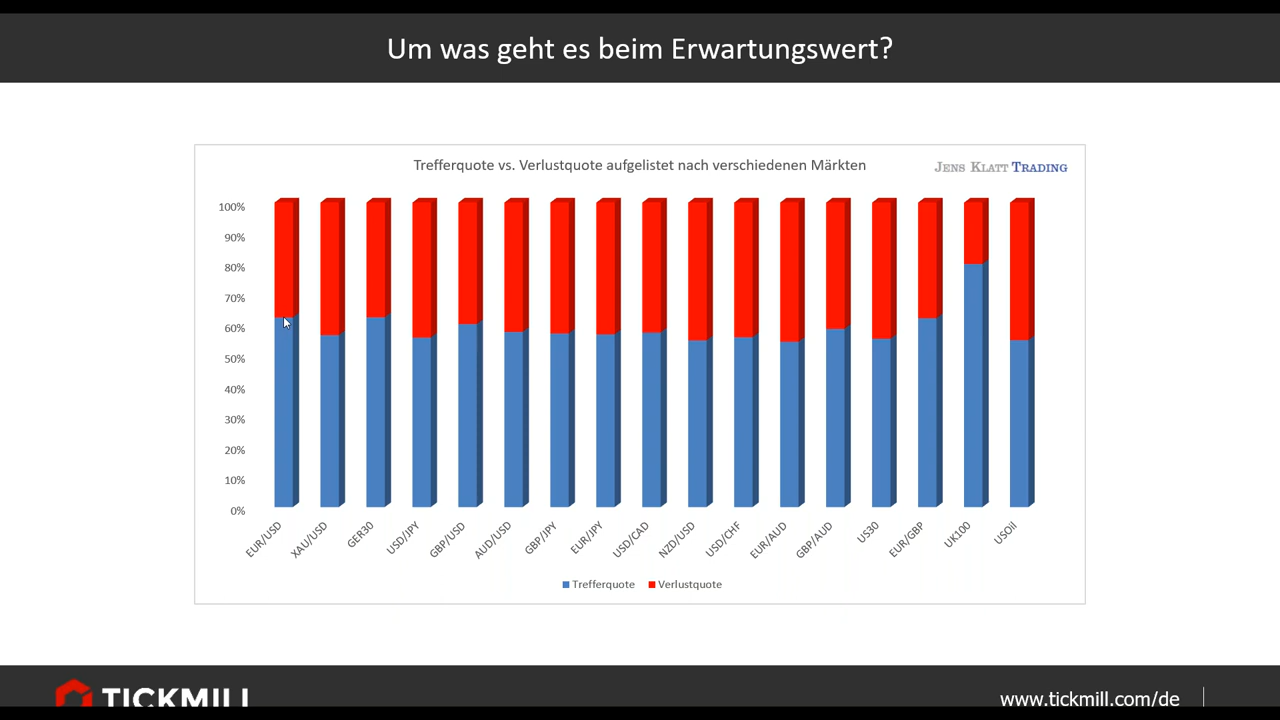 Um was geht es beim Erwartungswert?
Trefferquote vs. Verlustquote aufgelistet nach verschiedenen Märkten
JENS KLATT TRADING
100%
90%
80%
70%
60%
50%
40%
30%
20%
10%
0%
EUR/USD
XAU/USD
GER30
USD/JPY
GBP/USD
AUD/USD
GBP/JPY
EUR/JPY
USD/CAD
NZD/USD
USD/CHF
EUR/AUD
GBP/AUD
US30
EUR/GBP
UK100
USOil
Trefferquote
Verlustquote
TICKMILL
www.tickmill.com/de